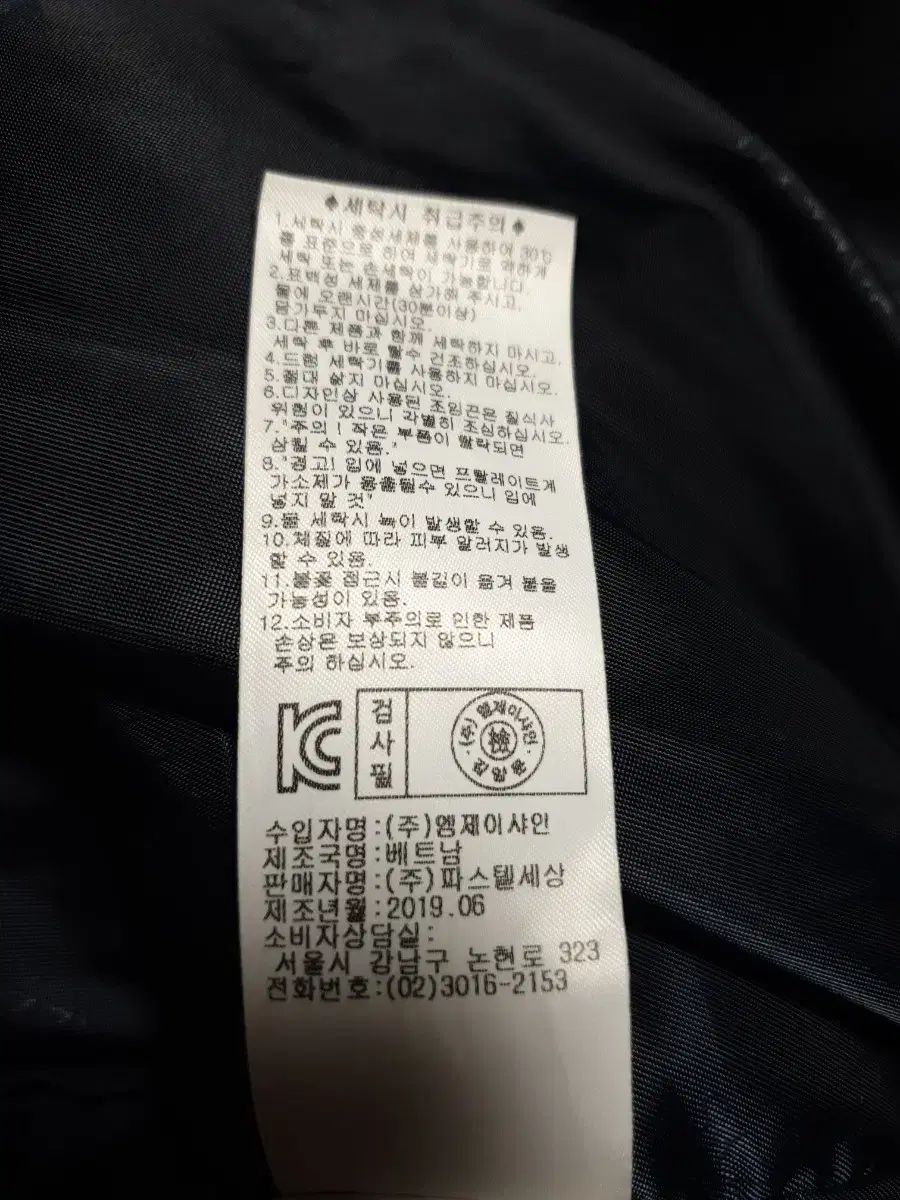 ♠세탁시 취급주의♠
1.세탁시 중성세제를 사용하여 30℃
를 표준으로 하여 세탁기로 약하게
세탁 또는 손세탁이 가능합니다.
2.표백성 세제를 삼가해 주시고,
물에 오랜시간(30분이상)
담가두지 마십시오.
3.다른 제품과 함께 세탁하지 마시고,
세탁 후 바로 탈수 건조하십시오.
4.드럼 세탁기를 사용하지 마십시오.
5.절대 삶지 마십시오.
6.디자인상 사용된 조임끈은 질식사
위험이 있으니 각별히 조심하십시오.
7."주의! 작은 부품이 탈락되면
삼킬 수 있음."
8."경고! 입에 넣으면 프탈레이트계
가소제가 용출될수 있으니 입에
넣지 말 것"
9.물 세탁시 녹이 발생할 수 있음.
10.체질에 따라 피부 알러지가 발생
할 수 있음.
11.불꽃 접근시 불길이 옮겨 붙을
가능성이 있음.
12.소비자 부주의로 인한 제품
손상은 보상되지 않으니
주의 하십시오.
KC
검사필
(주)엠제이샤인
檢
수입자명:(주)엠제이샤인
제조국명:베트남
판매자명:(주)파스텔세상
제조년월:2019.06
소비자상담실:
서울시 강남구 논현로 323
전화번호:(02)3016-2153